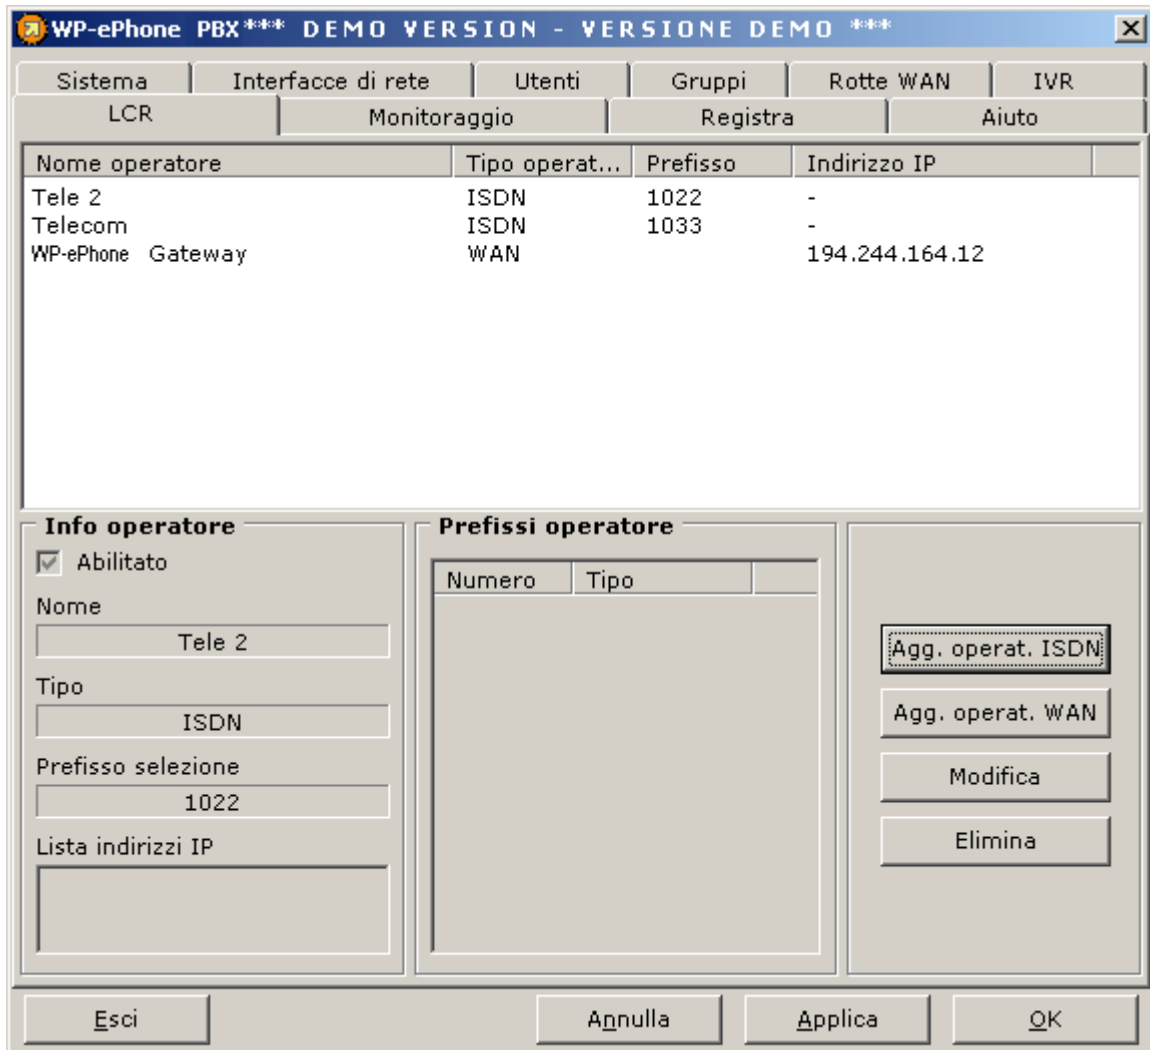 WP-ePhone PBX*** DEMO VERSION - VERSIONE DEMO ***
Sistema Interfacce di rete Utenti Gruppi Rotte WAN IVR
LCR Monitoraggio Registra Aiuto
Nome operatore Tipo operat... Prefisso Indirizzo IP
Tele 2 ISDN 1022 -
Telecom ISDN 1033 -
WP-ePhone Gateway WAN 194.244.164.12
Info operatore
Abilitato
Nome
Tele 2
Tipo
ISDN
Prefisso selezione
1022
Lista indirizzi IP
Prefissi operatore
Numero Tipo
Agg. operat. ISDN
Agg. operat. WAN
Modifica
Elimina
Esci Annulla Applica OK